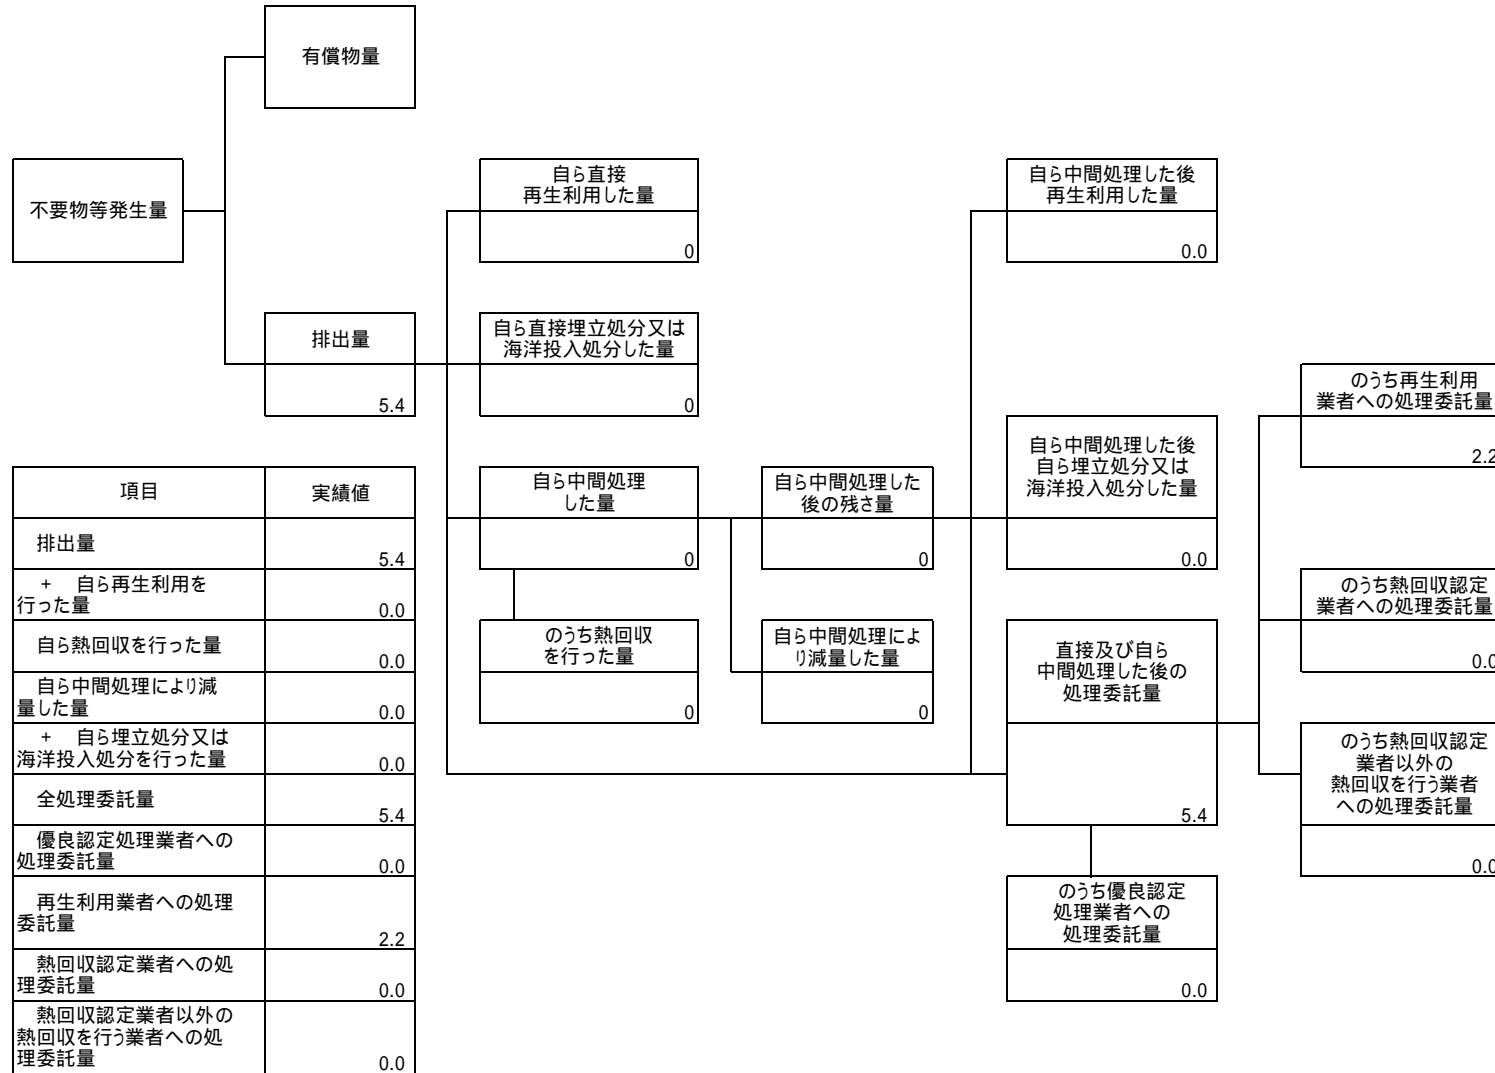 有償物量
不要物等発生量
自ら直接
再生利用した量
0
自ら中間処理した後
再生利用した量
0.0
排出量
5.4
自ら直接埋立処分又は
海洋投入処分した量
0
のうち再生利用
業者への処理委託量
2.2
自ら中間処理
した量
0
自ら中間処理した
後の残さ量
0
自ら中間処理した後
自ら埋立処分又は
海洋投入処分した量
0.0
のうち熱回収認定
業者への処理委託量
0.0
のうち熱回収
を行った量
0
自ら中間処理によ
り減量した量
0
直接及び自ら
中間処理した後の
処理委託量
5.4
のうち熱回収認定
業者以外の
熱回収を行う業者
への処理委託量
0.0
のうち優良認定
処理業者への
処理委託量
0.0
項目 実績値
排出量
5.4
+ 自ら再生利用を
行った量
0.0
自ら熱回収を行った量
0.0
自ら中間処理により減
量した量
0.0
+ 自ら埋立処分又は
海洋投入処分を行った量
0.0
全処理委託量
5.4
優良認定処理業者への
処理委託量
0.0
再生利用業者への処理
委託量
2.2
熱回収認定業者への処
理委託量
0.0
熱回収認定業者以外の
熱回収を行う業者への処
理委託量
0.0